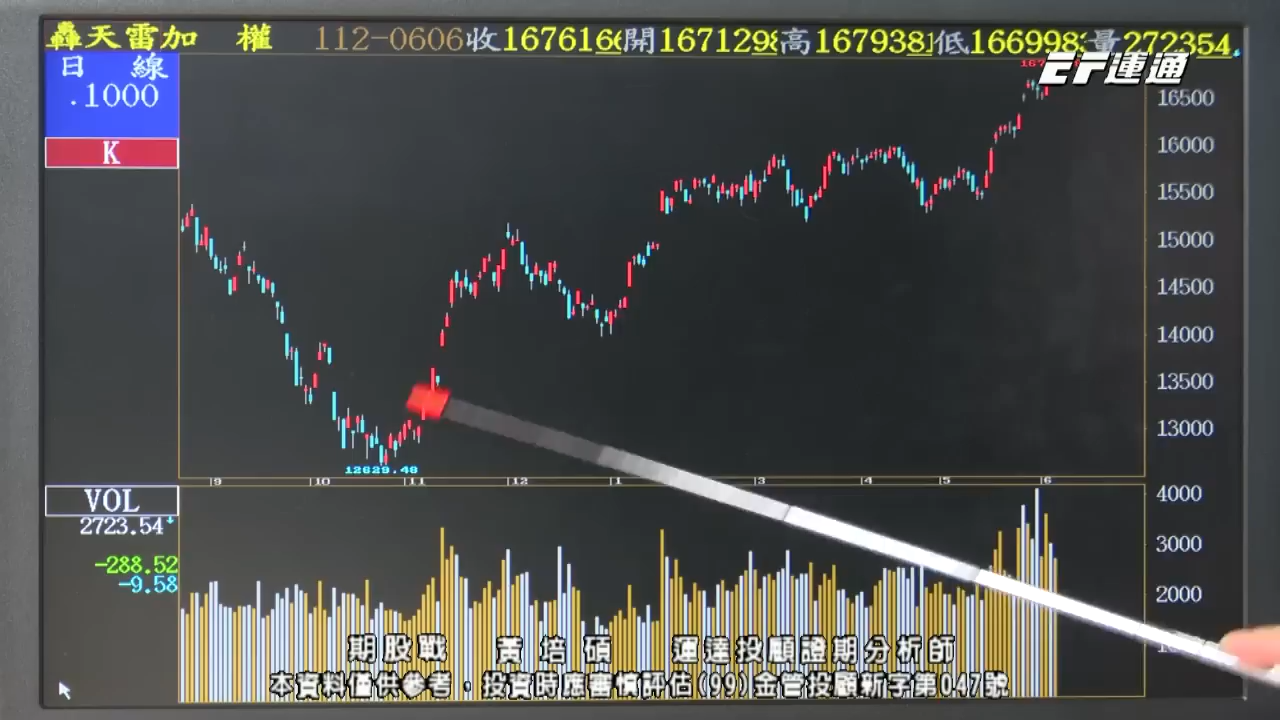 轟天雷加 權 112-0606收167616開167129高167938低166998量272354
日 線
.1000
EF運通
K
16500
16000
15500
15000
14500
14000
13500
13000
12629.40
9 10 11 12 1 3 4 5 6
VOL
2723.54
-288.52
-9.58
4000
3000
2000
期股戰 黃培碩 運達投顧證期分析師
本資料僅供參考，投資時應審慎評估(99)金管投顧新字第047號